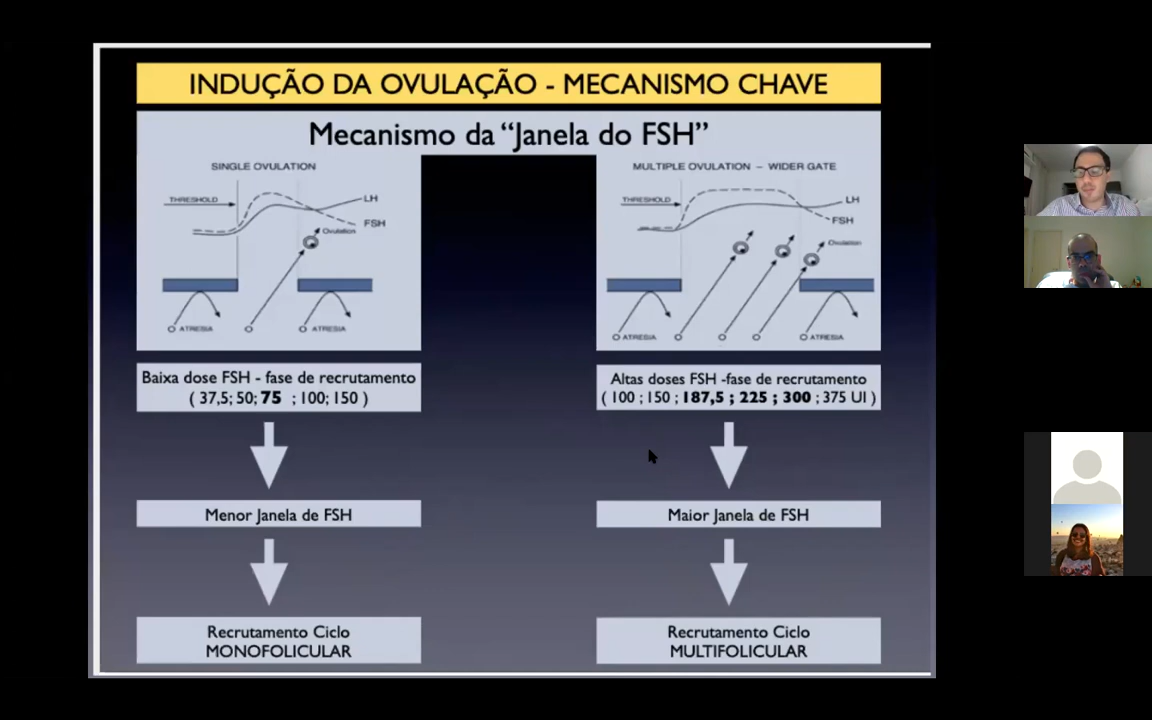 INDUÇÃO DA OVULAÇÃO - MECANISMO CHAVE
Mecanismo da “Janela do FSH”
SINGLE OVULATION
THRESHOLD
LH
FSH
Ovulation
ATRESIA
ATRESIA
Baixa dose FSH - fase de recrutamento
( 37,5; 50; 75 ; 100; 150 )
Menor Janela de FSH
Recrutamento Ciclo
MONOFOLICULAR
MULTIPLE OVULATION – WIDER GATE
THRESHOLD
LH
FSH
Ovulation
ATRESIA
ATRESIA
Altas doses FSH -fase de recrutamento
( 100 ; 150 ; 187,5 ; 225 ; 300 ; 375 UI )
Maior Janela de FSH
Recrutamento Ciclo
MULTIFOLICULAR